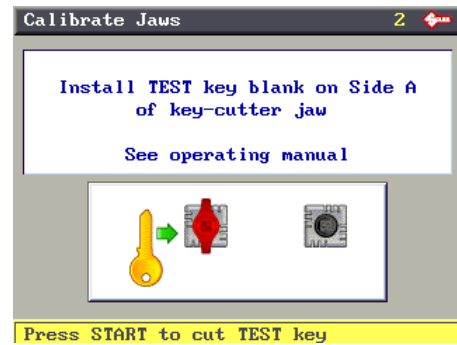 Calibrate Jaws 2
Install TEST key blank on Side A
of key-cutter jaw
See operating manual
Press START to cut TEST key